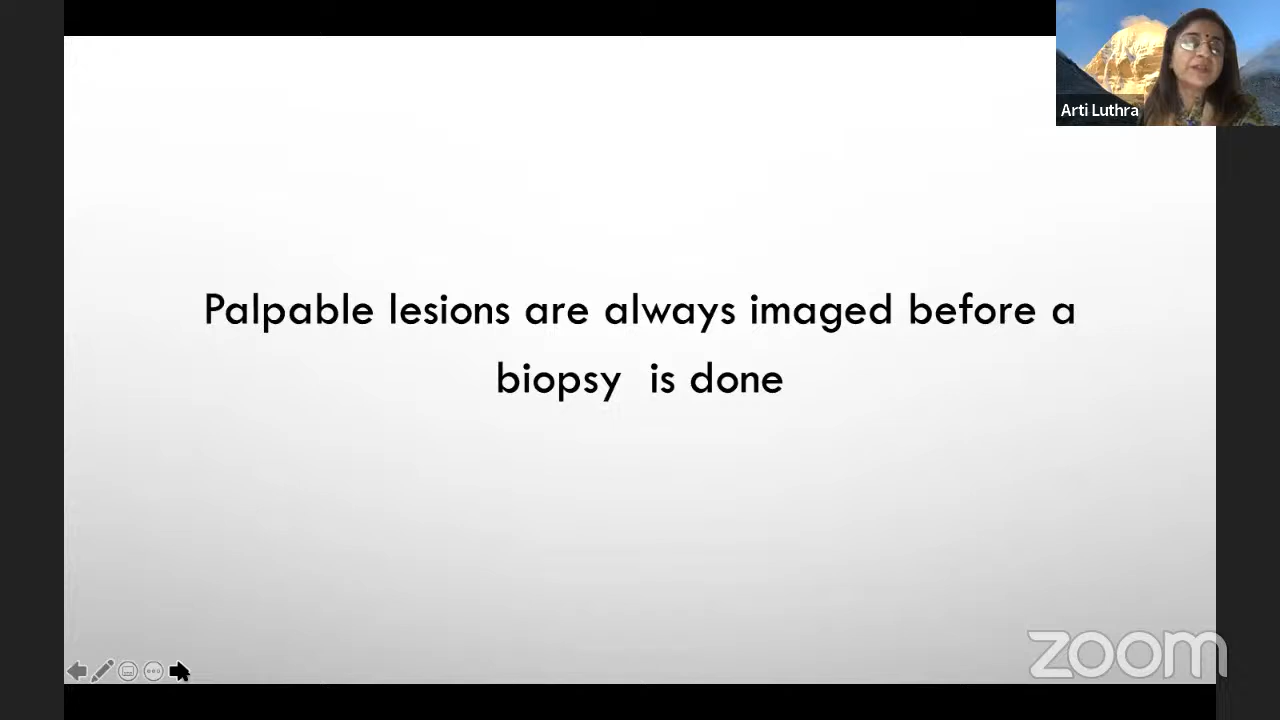 Arti Luthra
Palpable lesions are always imaged before a
biopsy is done
zoom